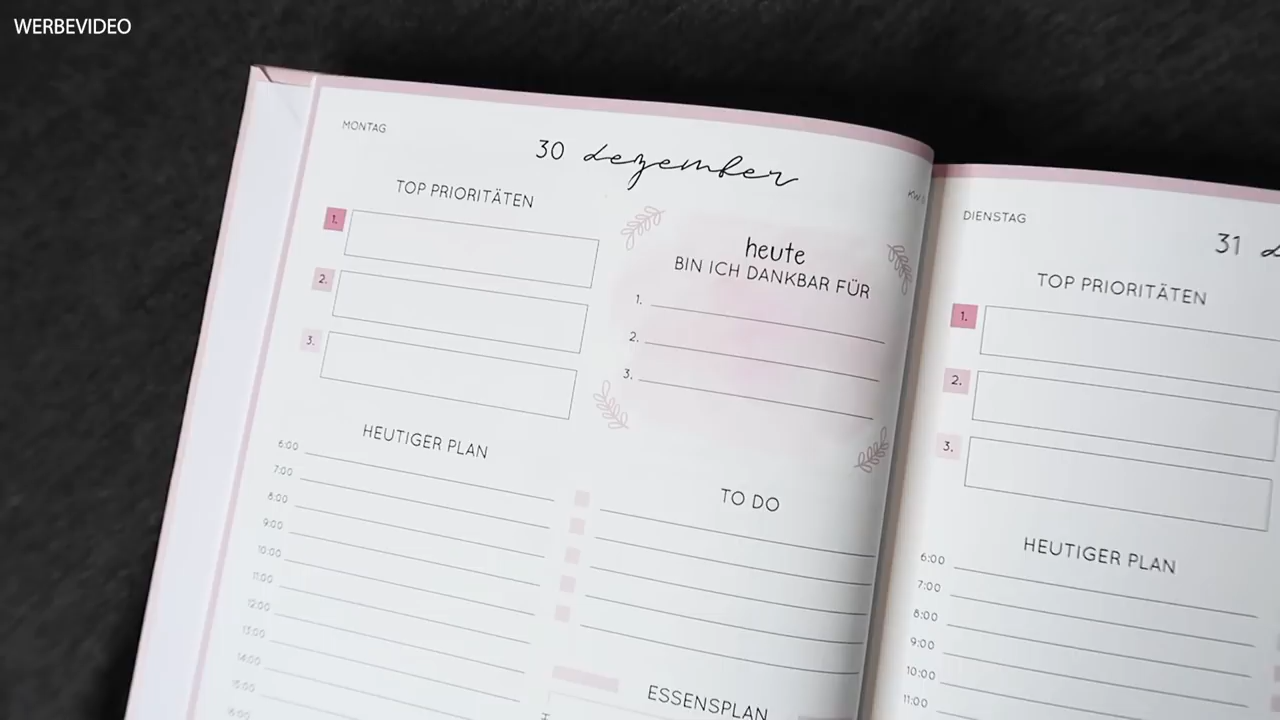 WERBEVIDEO
MONTAG
30 dezember
TOP PRIORITÄTEN
1.
2.
3.
heute
BIN ICH DANKBAR FÜR
1.
2.
3.
HEUTIGER PLAN
6:00
7:00
8:00
9:00
10:00
11:00
12:00
13:00
14:00
15:00
16:00
TO DO
ESSENSPLAN
DIENSTAG
31
TOP PRIORITÄTEN
1.
2.
3.
HEUTIGER PLAN
6:00
7:00
8:00
9:00
10:00
11:00